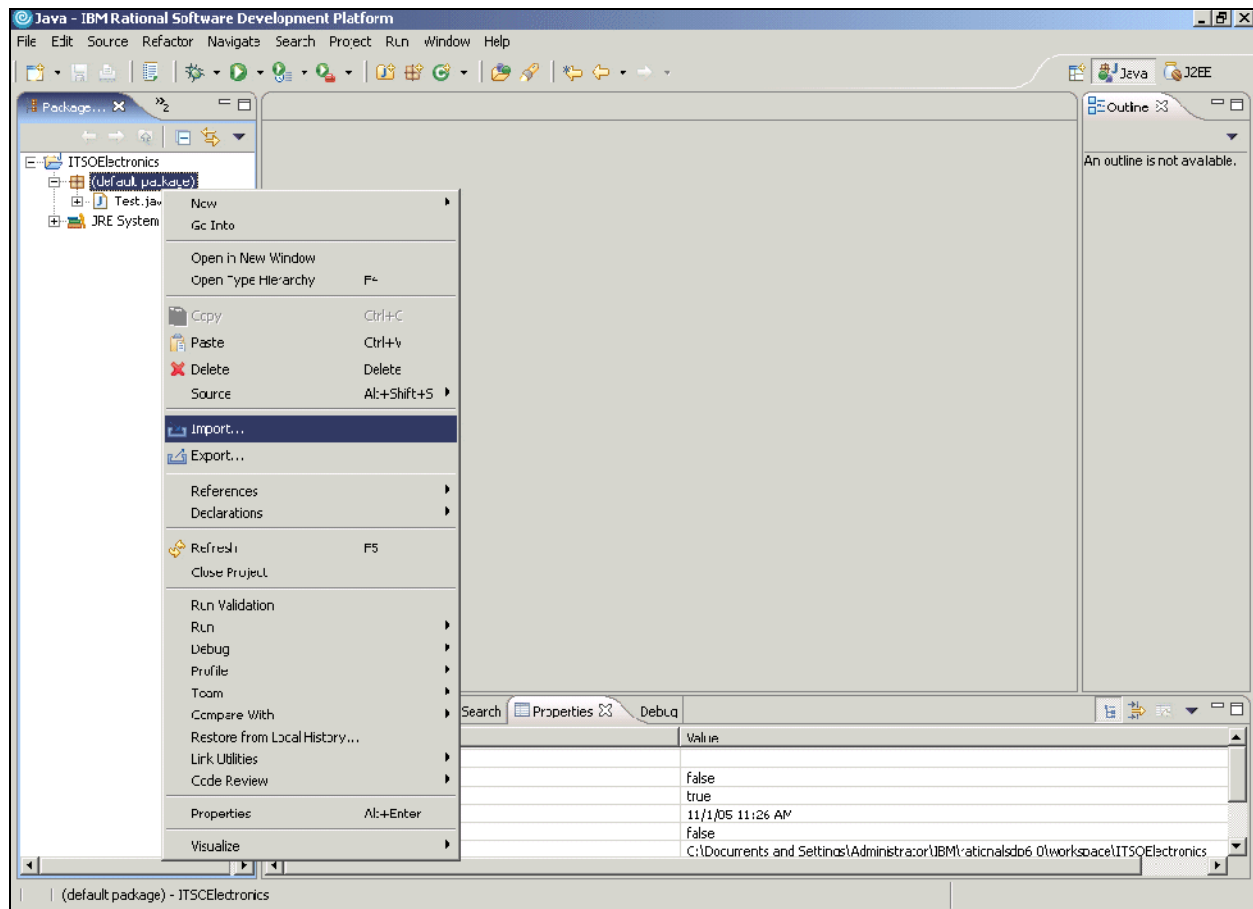 Java - IBM Rational Software Development Platform
File Edit Source Refactor Navigate Search Project Run Window Help
Java J2EE
Package... 2
Outline
ITSOElectronics
An outline is not available.
(default package)
Test.jav
JRE System
New
Go Into
Open in New Window
Open Type Hierarchy F4
Copy Ctrl+C
Paste Ctrl+V
Delete Delete
Source Alt+Shift+S
Import...
Export...
References
Declarations
Refresh F5
Close Project
Run Validation
Run
Debug
Profile
Team
Compare With
Restore from Local History...
Link Utilities
Code Review
Properties Alt+Enter
Visualize
Search Properties Debug
Value
false
true
11/1/05 11:26 AM
false
C:\Documents and Settings\Administrator\IBM\rationalsdp6.0\workspace\ITSOElectronics
(default package) - ITSOElectronics